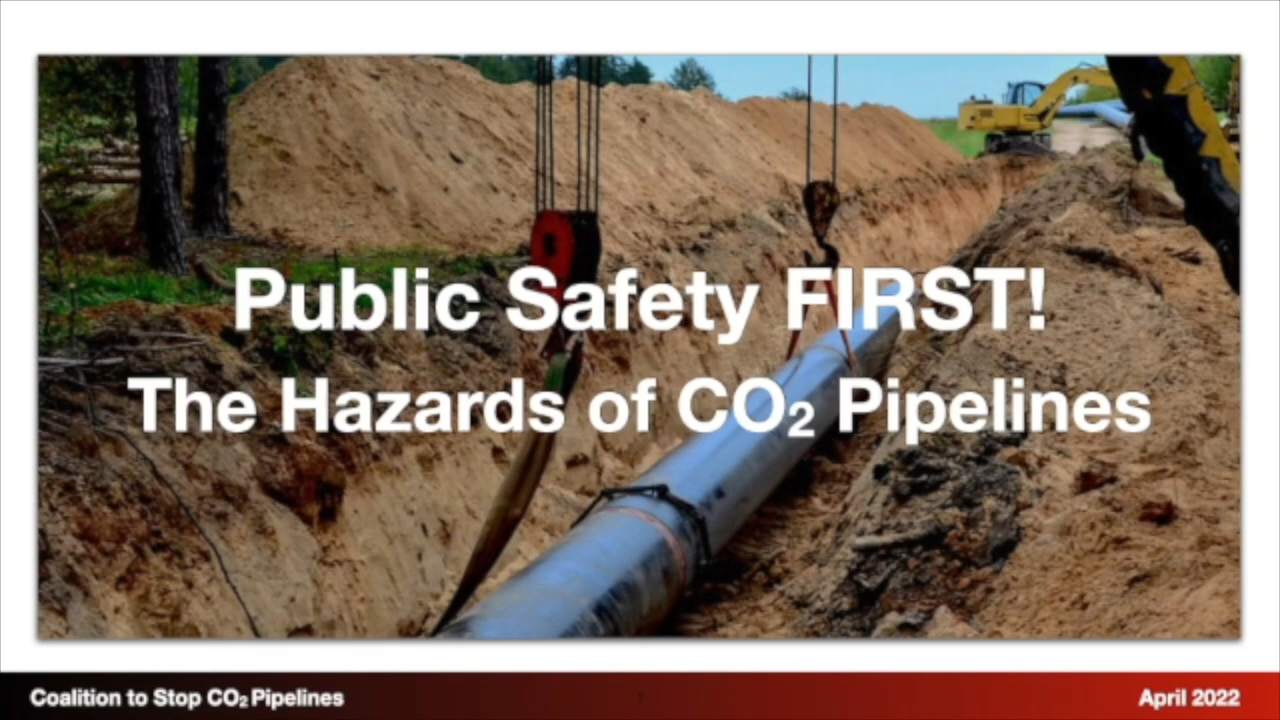 Public Safety FIRST!
The Hazards of CO₂ Pipelines
Coalition to Stop CO₂ Pipelines
April 2022